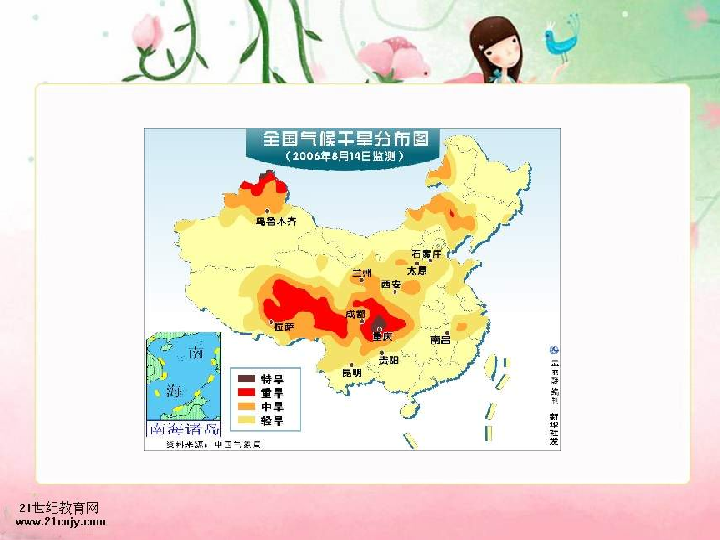 全国气候干旱分布图
(2006年8月14日监测)
乌鲁木齐
石家庄
太原
兰州
西安
成都
拉萨
重庆
南昌
贵阳
昆明
南
海
南海诸岛
特旱
重旱
中旱
轻旱
资料来源：中国气象局
新华社发
21世纪教育网
www.21cnjy.com